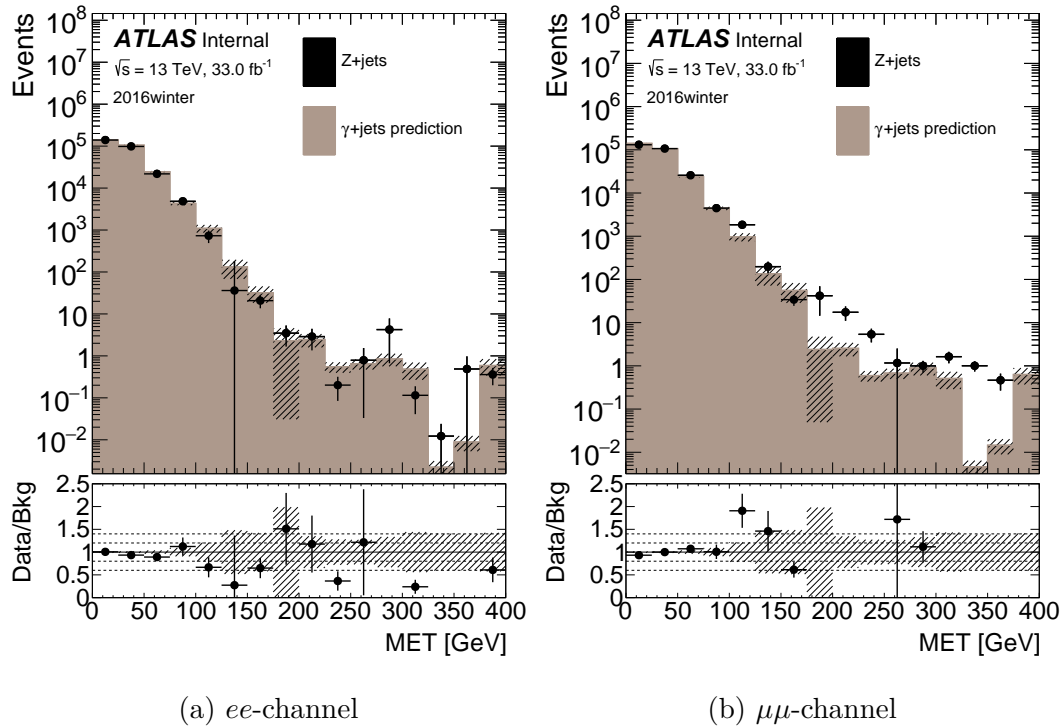 Events
10⁸
10⁷
10⁶
10⁵
10⁴
10³
10²
10
1
10⁻¹
10⁻²
ATLAS Internal
√s = 13 TeV, 33.0 fb⁻¹
2016winter
Z+jets
γ+jets prediction
Data/Bkg
2.5
2
1.5
1
0.5
0
0 50 100 150 200 250 300 350 400
MET [GeV]
(a) ee-channel
Events
10⁸
10⁷
10⁶
10⁵
10⁴
10³
10²
10
1
10⁻¹
10⁻²
ATLAS Internal
√s = 13 TeV, 33.0 fb⁻¹
2016winter
Z+jets
γ+jets prediction
Data/Bkg
2.5
2
1.5
1
0.5
0
0 50 100 150 200 250 300 350 400
MET [GeV]
(b) μμ-channel